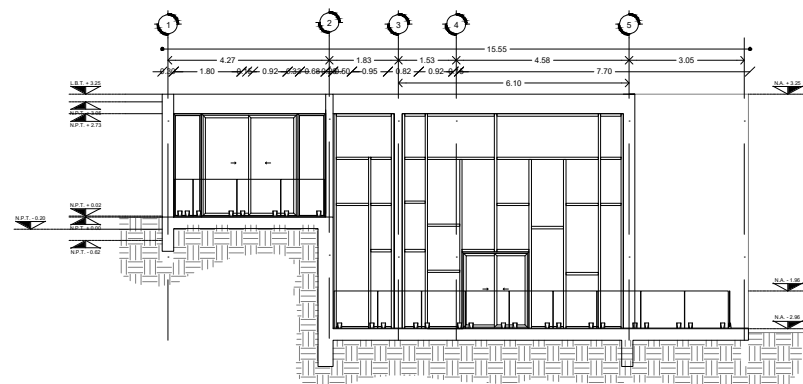 1
2
3
4
5
15.55
4.27
1.83
1.53
4.58
3.05
1.80
0.92
0.95
0.82
0.92
7.70
6.10
L.B.T. + 3.25
N.P.T. + 2.73
N.P.T. + 0.02
N.P.T. - 0.20
N.P.T. + 0.00
N.P.T. - 0.62
N.A. + 3.25
N.A. - 1.96
N.A. - 2.96